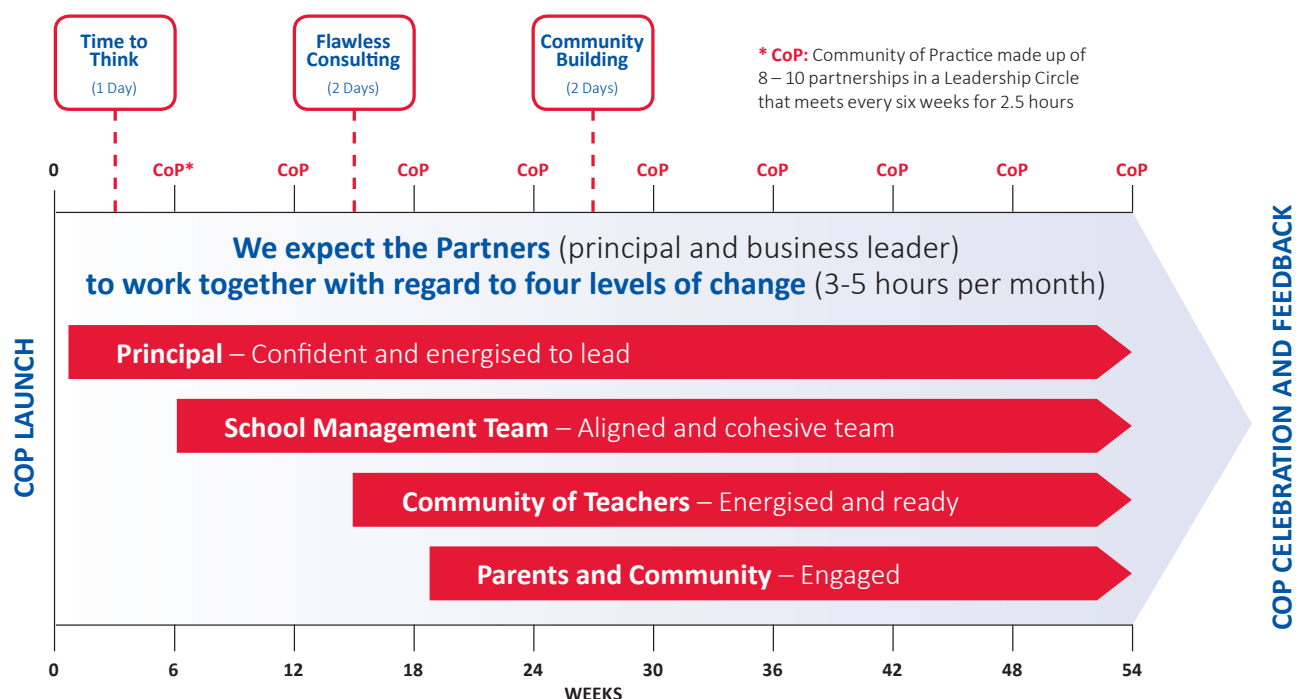 Time to
Think
(1 Day)
Flawless
Consulting
(2 Days)
Community
Building
(2 Days)
* CoP: Community of Practice made up of
8 – 10 partnerships in a Leadership Circle
that meets every six weeks for 2.5 hours
0 CoP* CoP CoP CoP CoP CoP CoP CoP CoP
We expect the Partners (principal and business leader)
to work together with regard to four levels of change (3-5 hours per month)
COP LAUNCH
Principal – Confident and energised to lead
School Management Team – Aligned and cohesive team
Community of Teachers – Energised and ready
Parents and Community – Engaged
COP CELEBRATION AND FEEDBACK
0 6 12 18 24 30 36 42 48 54
WEEKS